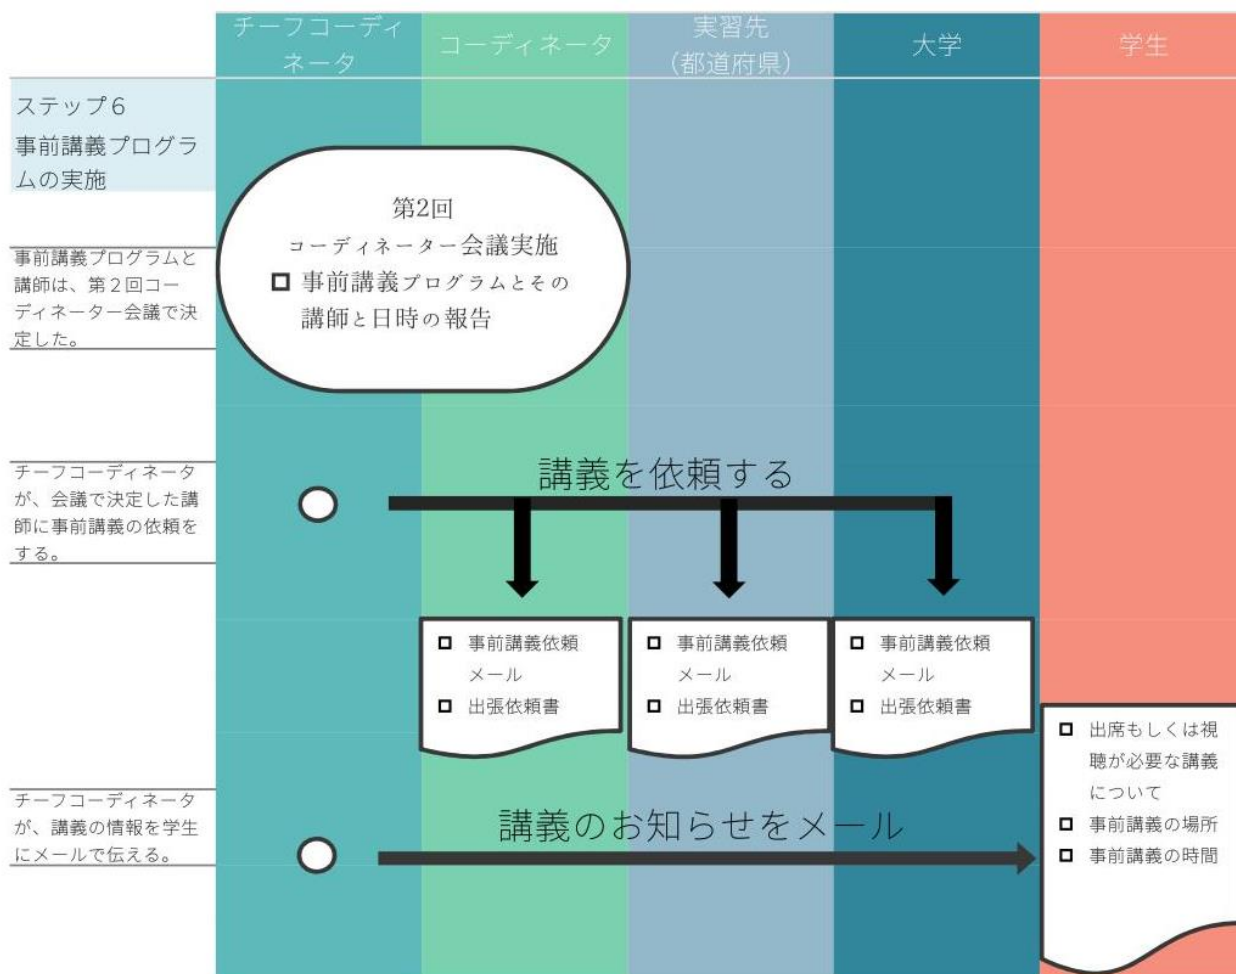 チーフコーディ
ネータ
コーディネータ
実習先
（都道府県）
大学
学生
ステップ６
事前講義プログラ
ムの実施
第2回
コーディネーター会議実施
事前講義プログラムとその
講師と日時の報告
事前講義プログラムと
講師は、第２回コー
ディネーター会議で決
定した。
チーフコーディネータ
が、会議で決定した講
師に事前講義の依頼を
する。
講義を依頼する
事前講義依頼
メール
出張依頼書
事前講義依頼
メール
出張依頼書
事前講義依頼
メール
出張依頼書
チーフコーディネータ
が、講義の情報を学生
にメールで伝える。
講義のお知らせをメール
出席もしくは視
聴が必要な講義
について
事前講義の場所
事前講義の時間